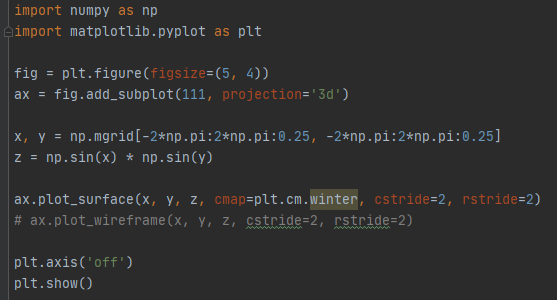 import numpy as np
import matplotlib.pyplot as plt
fig = plt.figure(figsize=(5, 4))
ax = fig.add_subplot(111, projection='3d')
x, y = np.mgrid[-2*np.pi:2*np.pi:0.25, -2*np.pi:2*np.pi:0.25]
z = np.sin(x) * np.sin(y)
ax.plot_surface(x, y, z, cmap=plt.cm.winter, cstride=2, rstride=2)
# ax.plot_wireframe(x, y, z, cstride=2, rstride=2)
plt.axis('off')
plt.show()